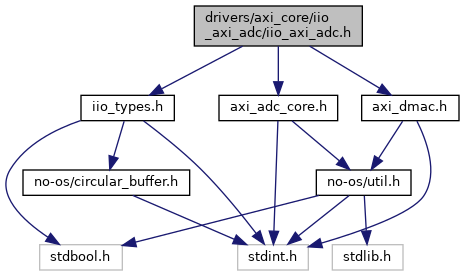 drivers/axi_core/iio
_axi_adc/iio_axi_adc.h
iio_types.h
axi_adc_core.h
axi_dmac.h
no-os/circular_buffer.h
no-os/util.h
stdbool.h
stdint.h
stdlib.h